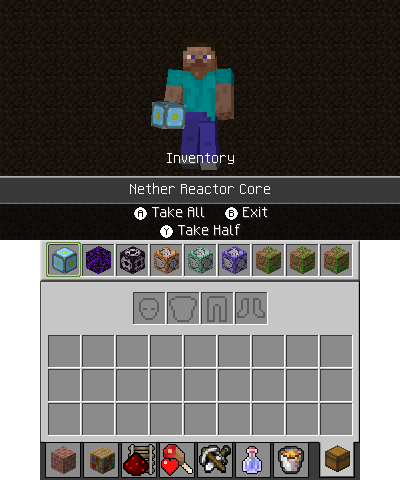 Inventory
Nether Reactor Core
A Take All B Exit
Y Take Half